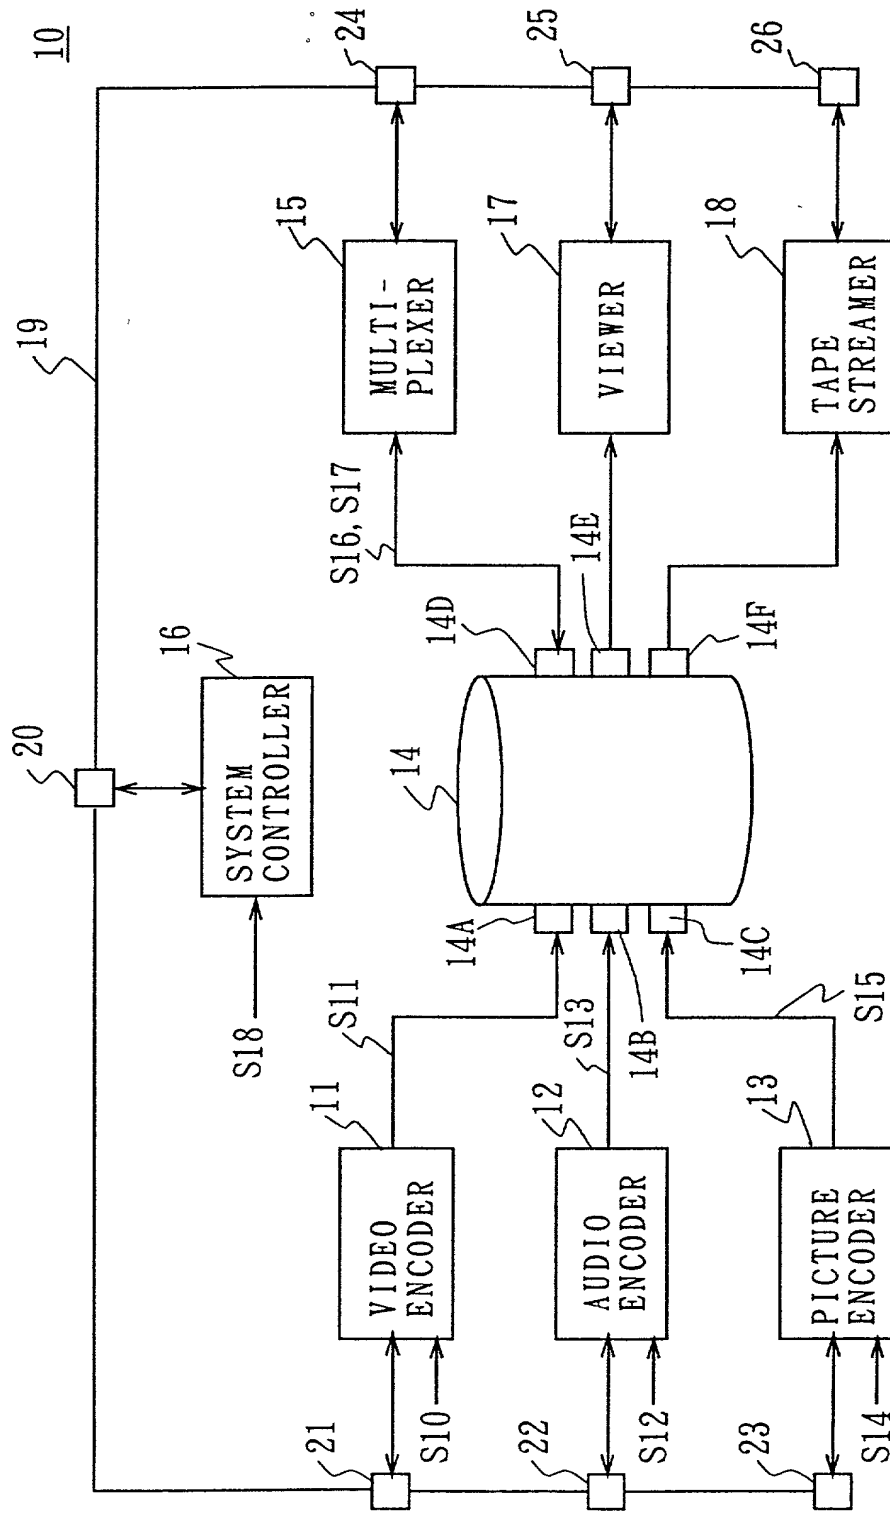 10
19
20
16
SYSTEM
CONTROLLER
S18
21
S10
11
VIDEO
ENCODER
S11
22
S12
12
AUDIO
ENCODER
S13
23
S14
13
PICTURE
ENCODER
S15
14
14A
14B
14C
14D
14E
14F
S16, S17
15
MULTI-
PLEXER
24
17
VIEWER
25
18
TAPE
STREAMER
26